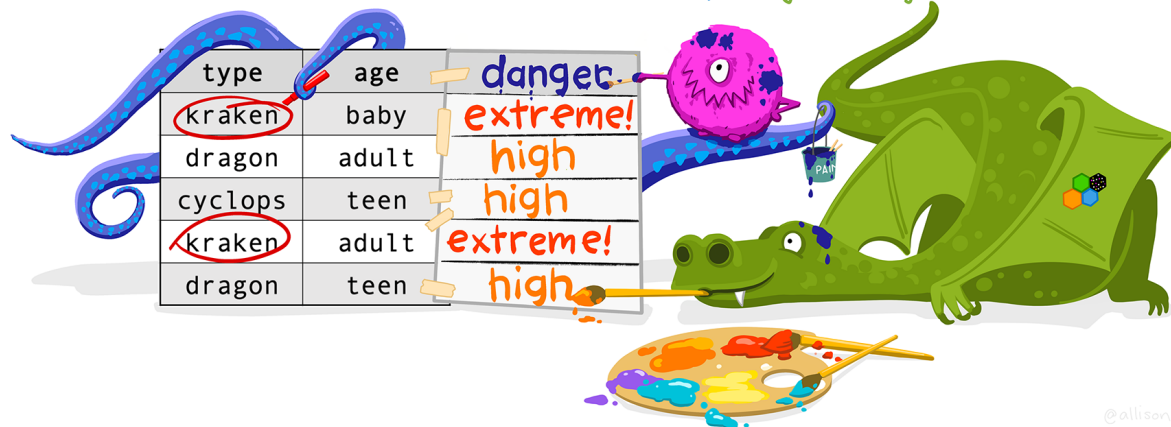 type age danger
kraken baby extreme!
dragon adult high
cyclops teen high
kraken adult extreme!
dragon teen high
PAIN
@allison